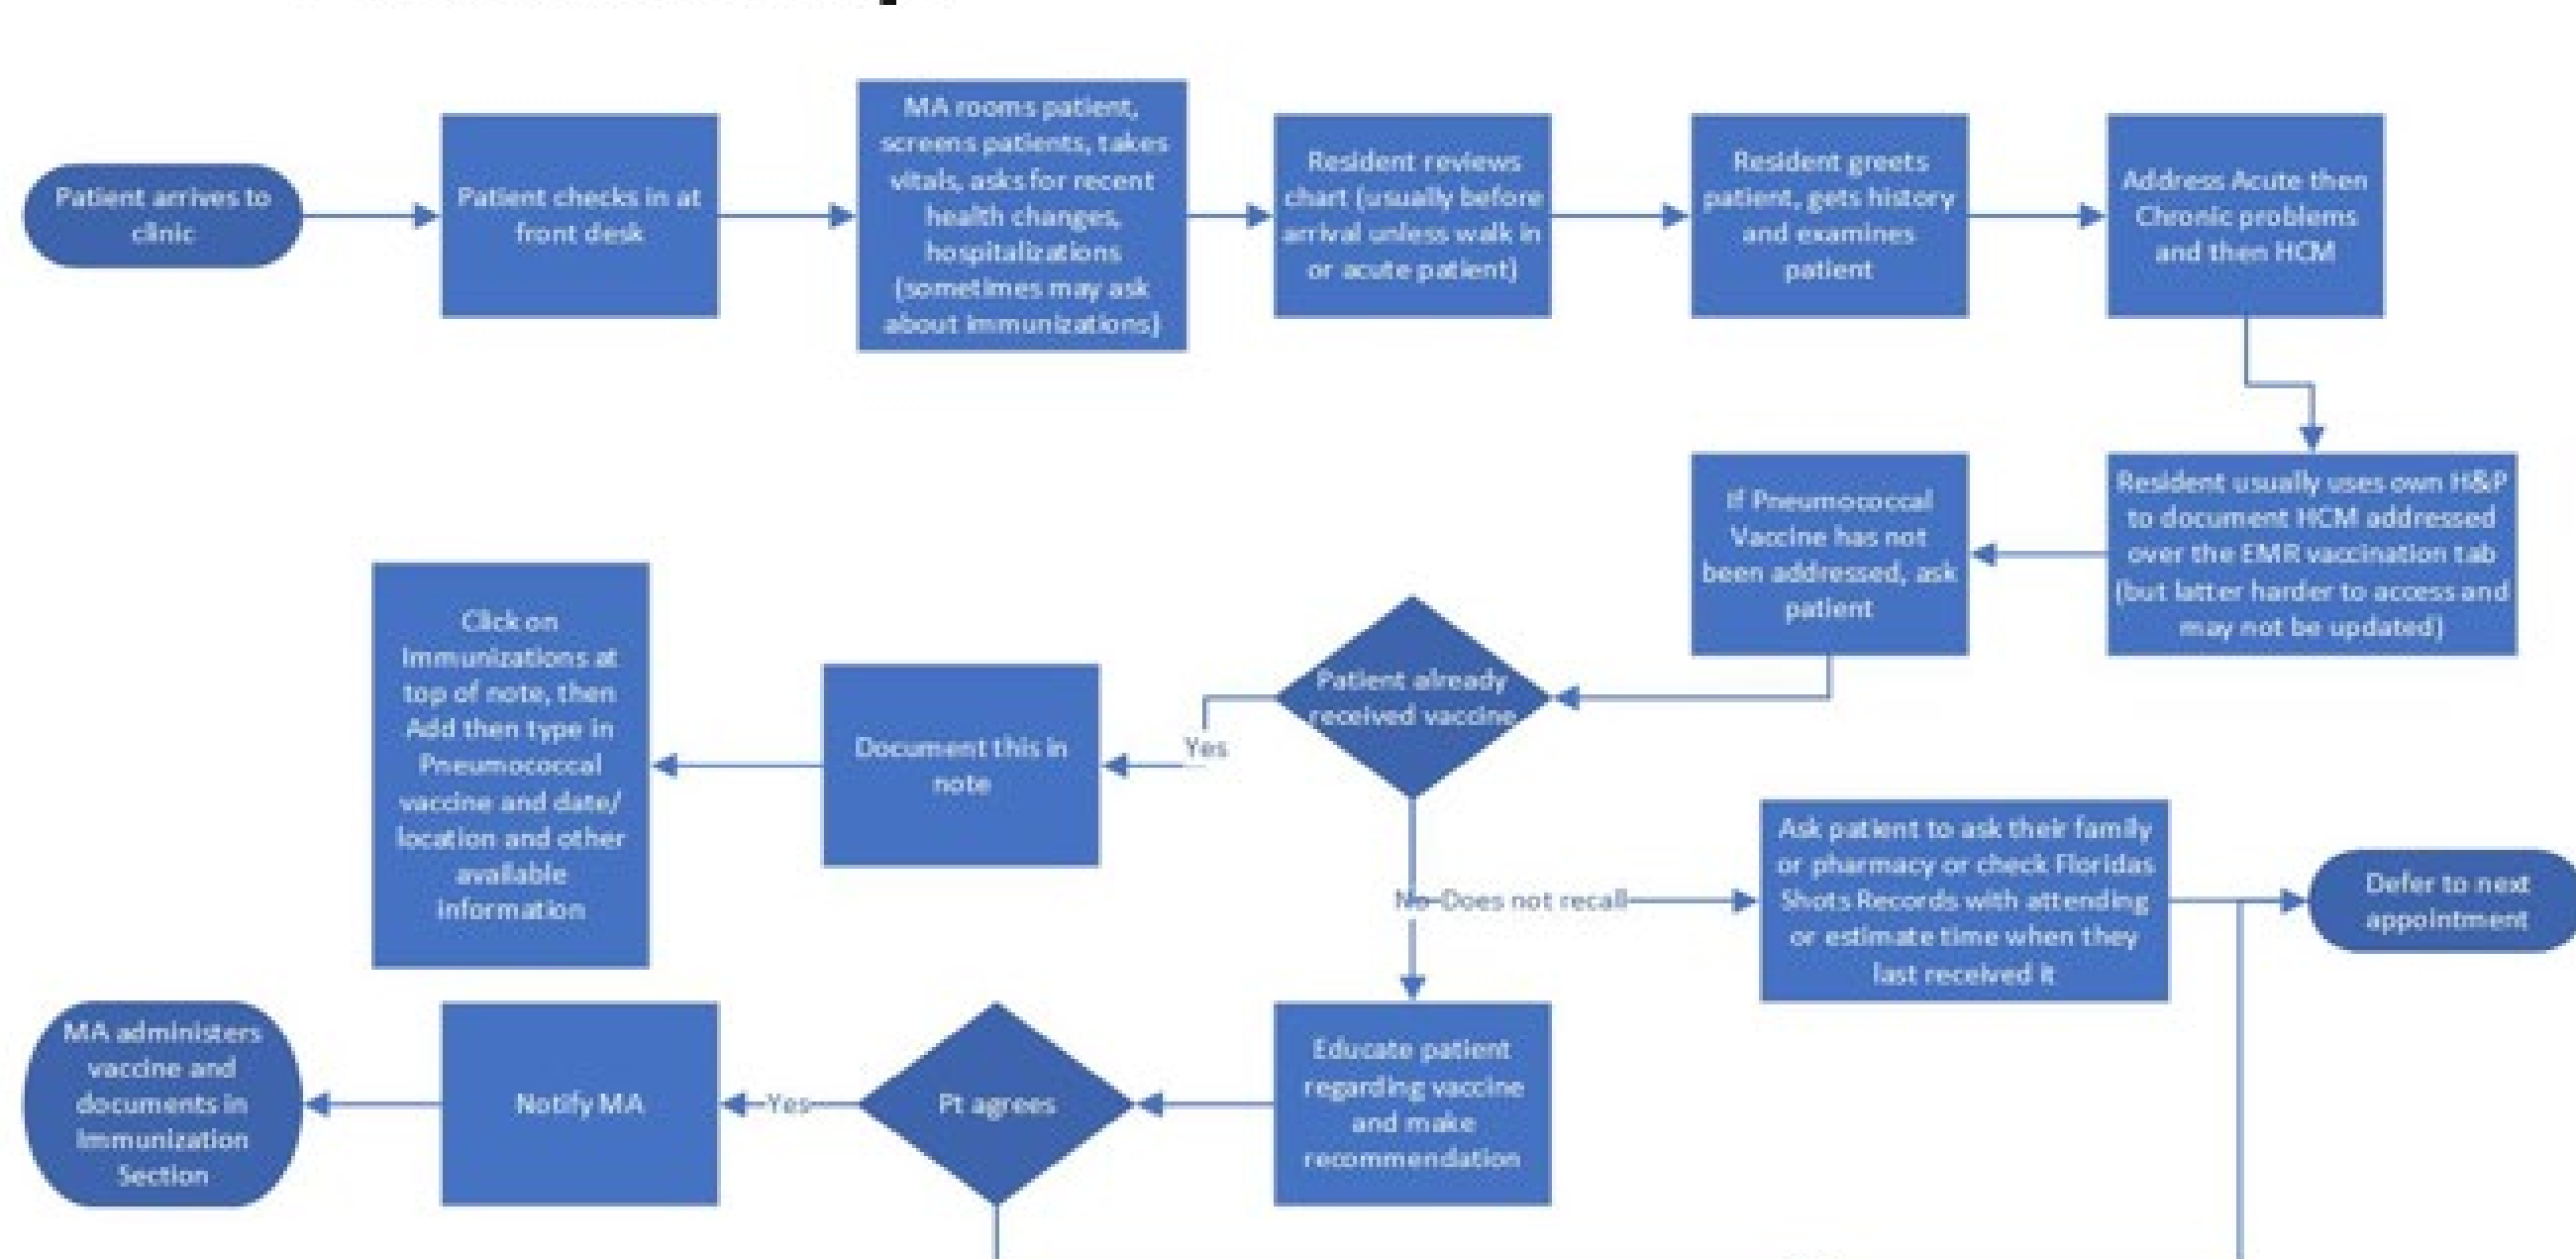 Patient arrives to
clinic
Patient checks in at
front desk
MA rooms patient,
screens patients, takes
vitals, asks for recent
health changes,
hospitalizations
(sometimes may ask
about immunizations)
Resident reviews
chart (usually before
arrival unless walk in
or acute patient)
Resident greets
patient, gets history
and examines
patient
Address Acute then
Chronic problems
and then HCM
Resident usually uses own H&P
to document HCM addressed
over the EMR vaccination tab
(but latter harder to access and
may not be updated)
If Pneumococcal
Vaccine has not
been addressed, ask
patient
Patient already
received vaccine
Yes
Document this in
note
Click on
Immunizations at
top of note, then
Add then type in
Pneumococcal
vaccine and date/
location and other
available
information
No
Does not recall
Ask patient to ask their family
or pharmacy or check Floridas
Shots Records with attending
or estimate time when they
last received it
Defer to next
appointment
Educate patient
regarding vaccine
and make
recommendation
Pt agrees
Yes
Notify MA
MA administers
vaccine and
documents in
Immunization
Section